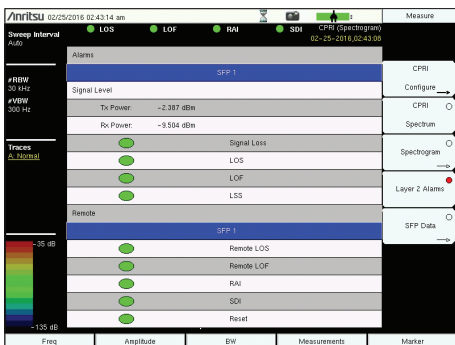 Anritsu 02/25/2016 02:43:14 am
Measure
Sweep Interval
Auto
LOS
LOF
RAI
SDI
CPRI (Spectrogram)
02-25-2016,02:43:08
Alarms
SFP 1
Signal Level
Tx Power: -2.387 dBm
Rx Power: -9.504 dBm
Signal Loss
LOS
LOF
LSS
Remote
SFP 1
Remote LOS
Remote LOF
RAI
SDI
Reset
#RBW
30 kHz
#VBW
300 Hz
Traces
A: Normal
-35 dB
-135 dB
CPRI
Configure
CPRI
Spectrum
Spectrogram
Layer 2 Alarms
SFP Data
Freq
Amplitude
BW
Measurements
Marker